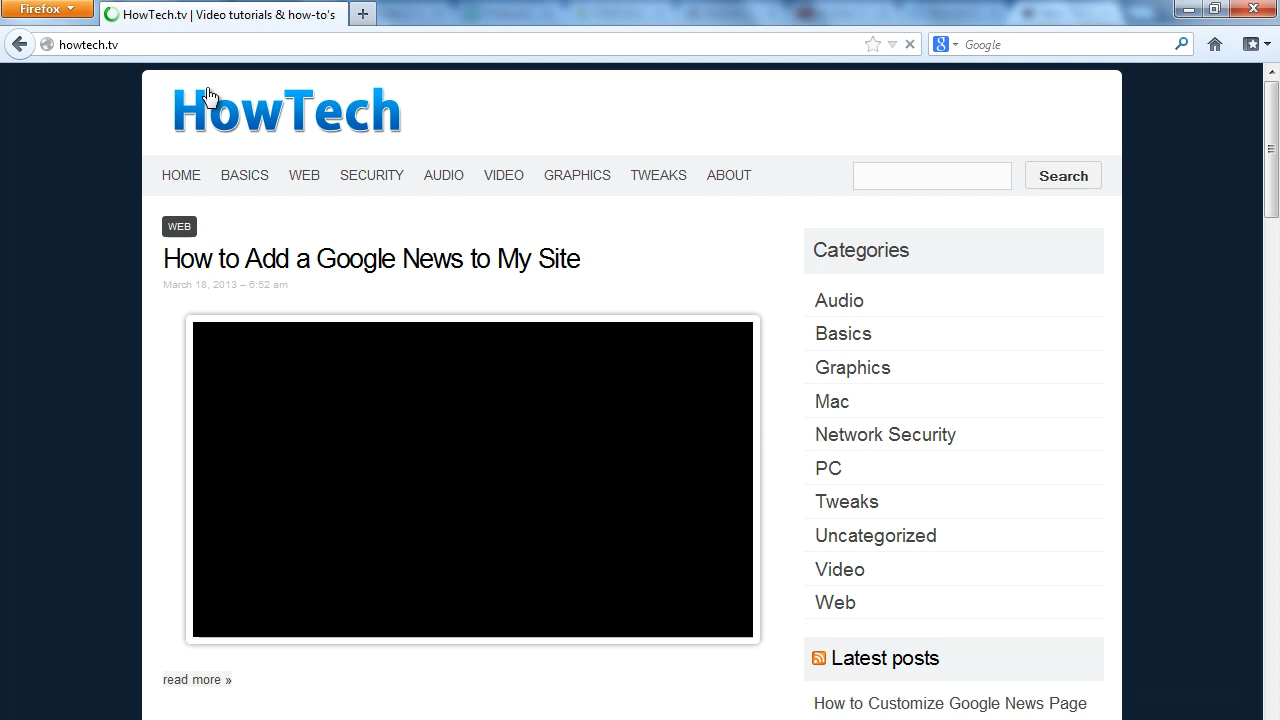 Firefox
HowTech.tv | Video tutorials & how-to's
howtech.tv
Google
HowTech
HOME BASICS WEB SECURITY AUDIO VIDEO GRAPHICS TWEAKS ABOUT
Search
WEB
How to Add a Google News to My Site
March 18, 2013 – 6:52 am
read more »
Categories
Audio
Basics
Graphics
Mac
Network Security
PC
Tweaks
Uncategorized
Video
Web
Latest posts
How to Customize Google News Page